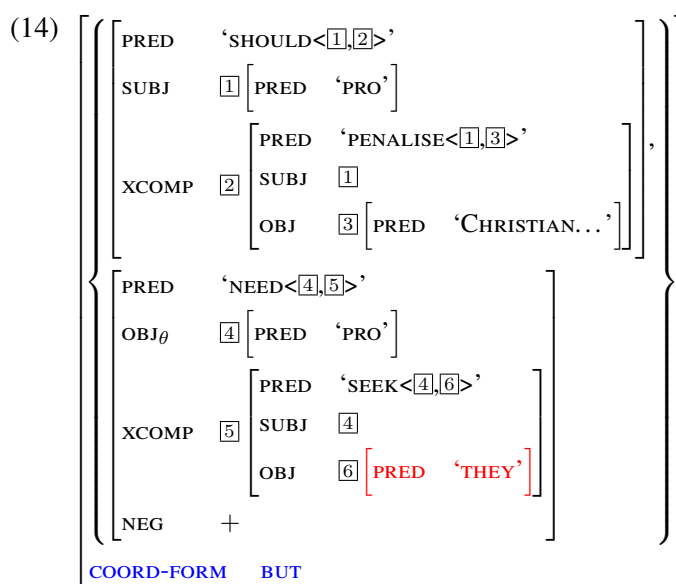 (14)
PRED ‘SHOULD<1,2>’
SUBJ 1 [PRED ‘PRO’]
PRED ‘PENALISE<1,3>’
XCOMP 2 SUBJ 1
OBJ 3 [PRED ‘CHRISTIAN...’]
,
PRED ‘NEED<4,5>’
OBJθ 4 [PRED ‘PRO’]
PRED ‘SEEK<4,6>’
XCOMP 5 SUBJ 4
OBJ 6 [PRED ‘THEY’]
NEG +
COORD-FORM BUT